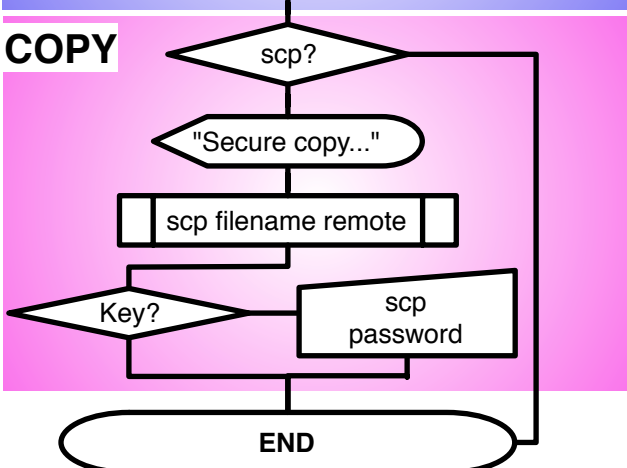 COPY
scp?
"Secure copy..."
scp filename remote
Key?
scp
password
END